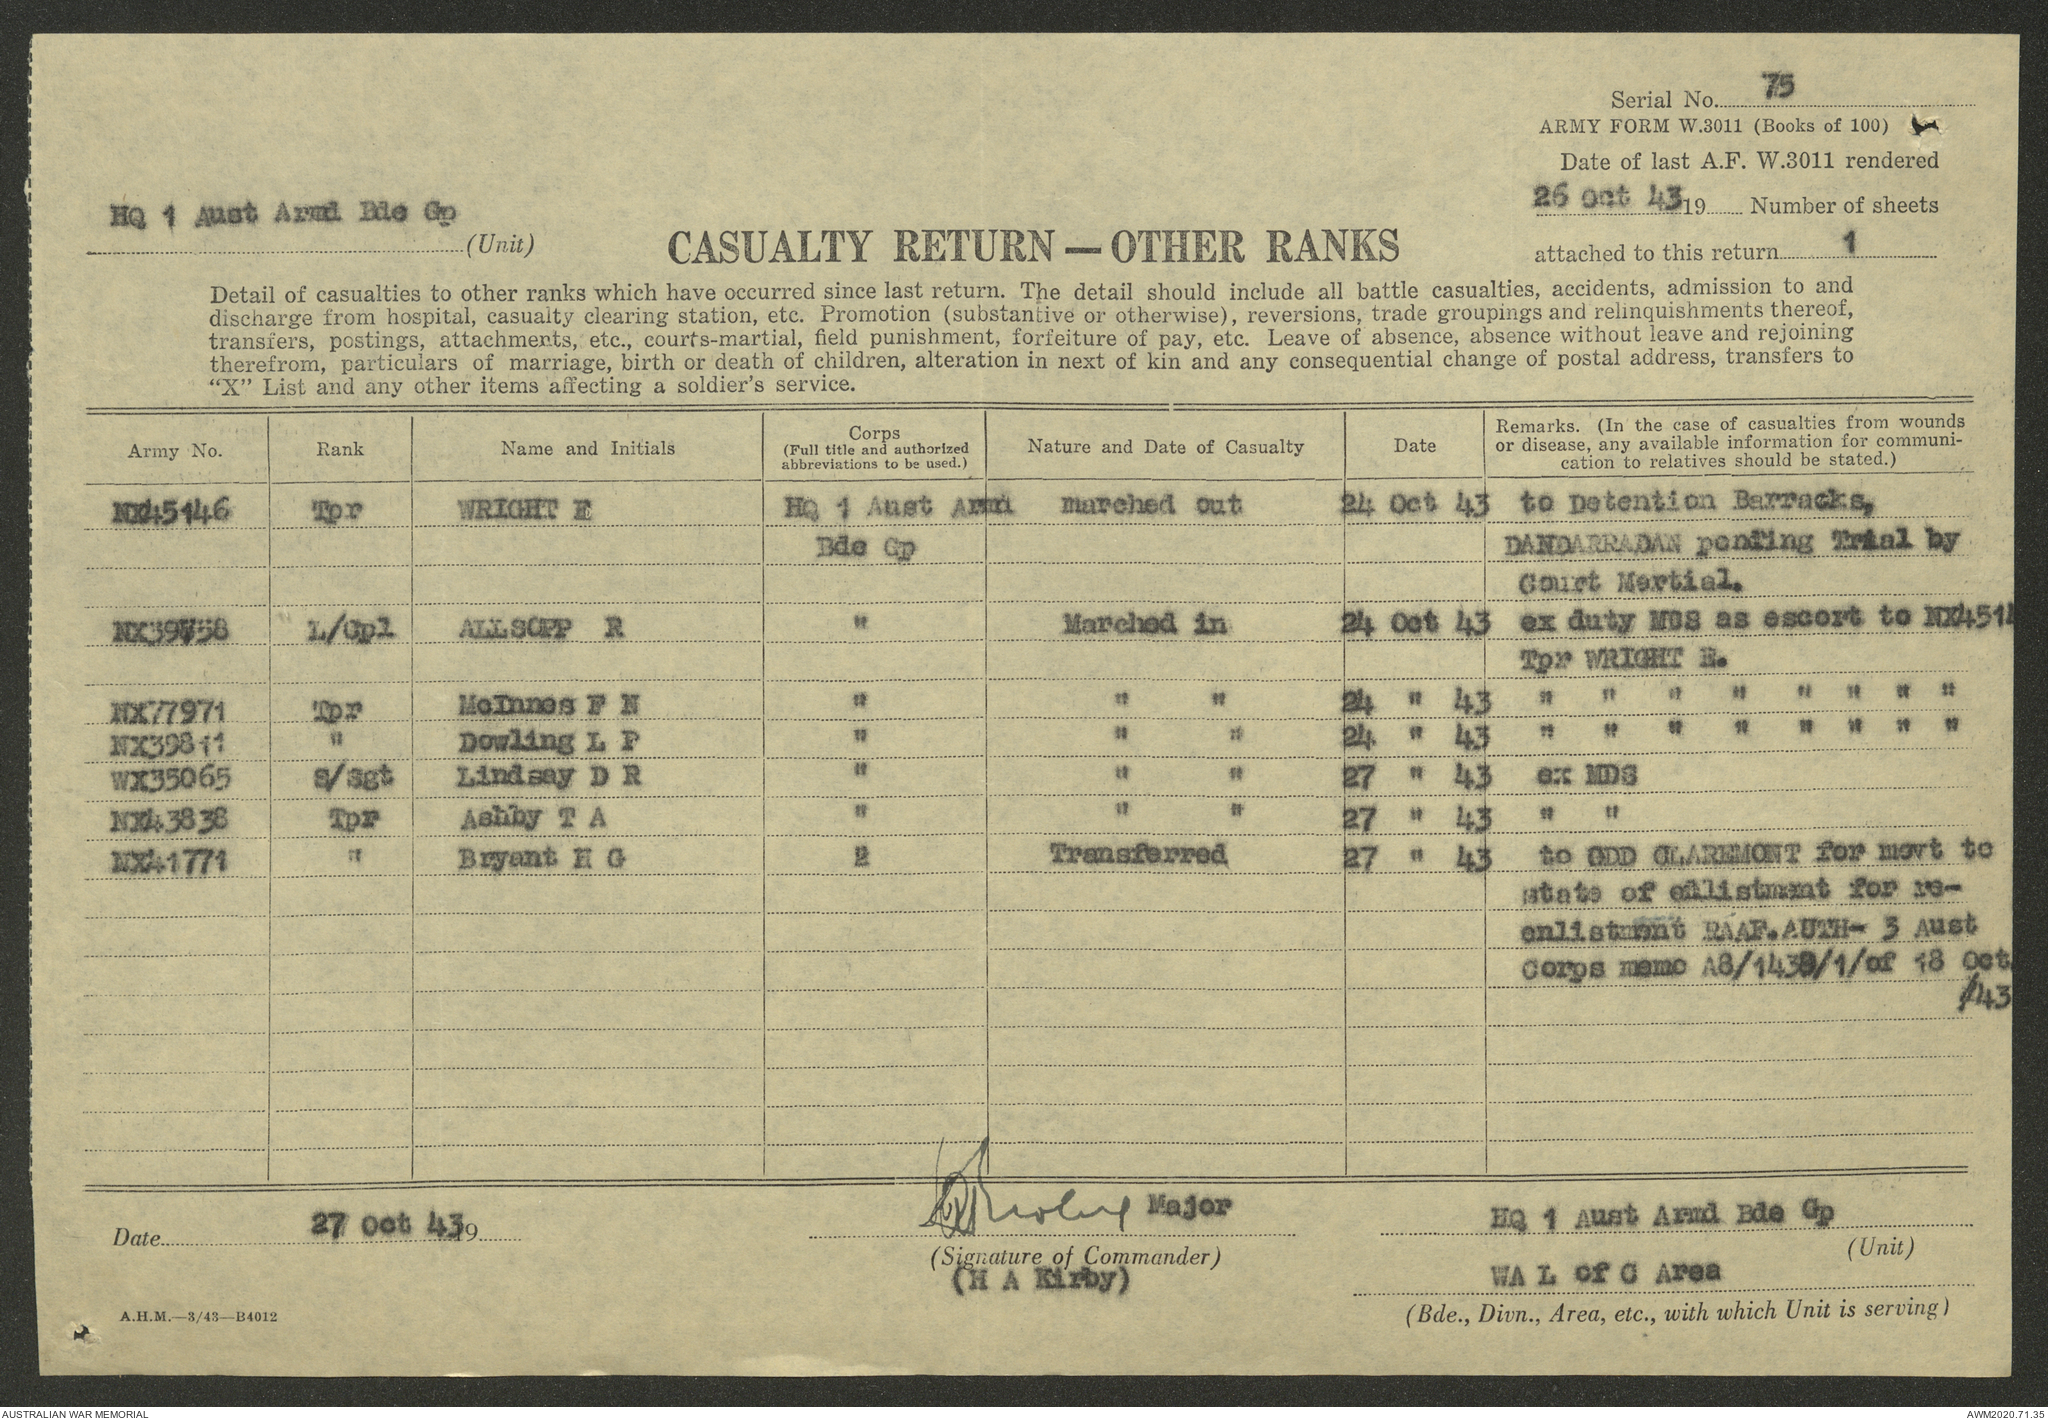 Serial No. 75
ARMY FORM W.3011 (Books of 100)
Date of last A.F. W.3011 rendered
26 Oct 43 19 Number of sheets
attached to this return 1
HQ 1 Aust Armd Bde Gp
(Unit)
CASUALTY RETURN — OTHER RANKS
Detail of casualties to other ranks which have occurred since last return. The detail should include all battle casualties, accidents, admission to and
discharge from hospital, casualty clearing station, etc. Promotion (substantive or otherwise), reversions, trade groupings and relinquishments thereof,
transfers, postings, attachments, etc., courts-martial, field punishment, forfeiture of pay, etc. Leave of absence, absence without leave and rejoining
therefrom, particulars of marriage, birth or death of children, alteration in next of kin and any consequential change of postal address, transfers to
"X" List and any other items affecting a soldier's service.
Army No. Rank Name and Initials Corps (Full title and authorized abbreviations to be used.) Nature and Date of Casualty Date Remarks. (In the case of casualties from wounds or disease, any available information for communi- cation to relatives should be stated.)
NX45146 Tpr WRIGHT E HQ 1 Aust Armd marched out 24 Oct 43 to Detention Barracks,
Bde Gp DANDARRADAN pending Trial by
Court Martial.
NX39758 L/Cpl ALLSOPP R " Marched in 24 Oct 43 ex duty MCS as escort to NX4514
Tpr WRIGHT E.
NX77971 Tpr McInnes F N " " " 24 " 43 " " " " " " " "
NX39811 " Dowling L P " " " 24 " 43 " " " " " " " "
WX35065 S/Sgt Lindsay D R " " " 27 " 43 ex MDS
NX43838 Tpr Ashby T A " " " 27 " 43 " "
NX41771 " Bryant H G " Transferred 27 " 43 to GDD CLAREMONT for movt to
state of enlistment for re-
enlistment RAAF. AUTH- 3 Aust
Corps memo A8/1438/1/of 18 Oct
/43
Date 27 Oct 43 19
Major
(Signature of Commander)
(H A Kirby)
HQ 1 Aust Armd Bde Gp
(Unit)
WA L of C Area
(Bde., Divn., Area, etc., with which Unit is serving)
A.H.M.—3/43—B4012
AUSTRALIAN WAR MEMORIAL
AWM2020.71.35